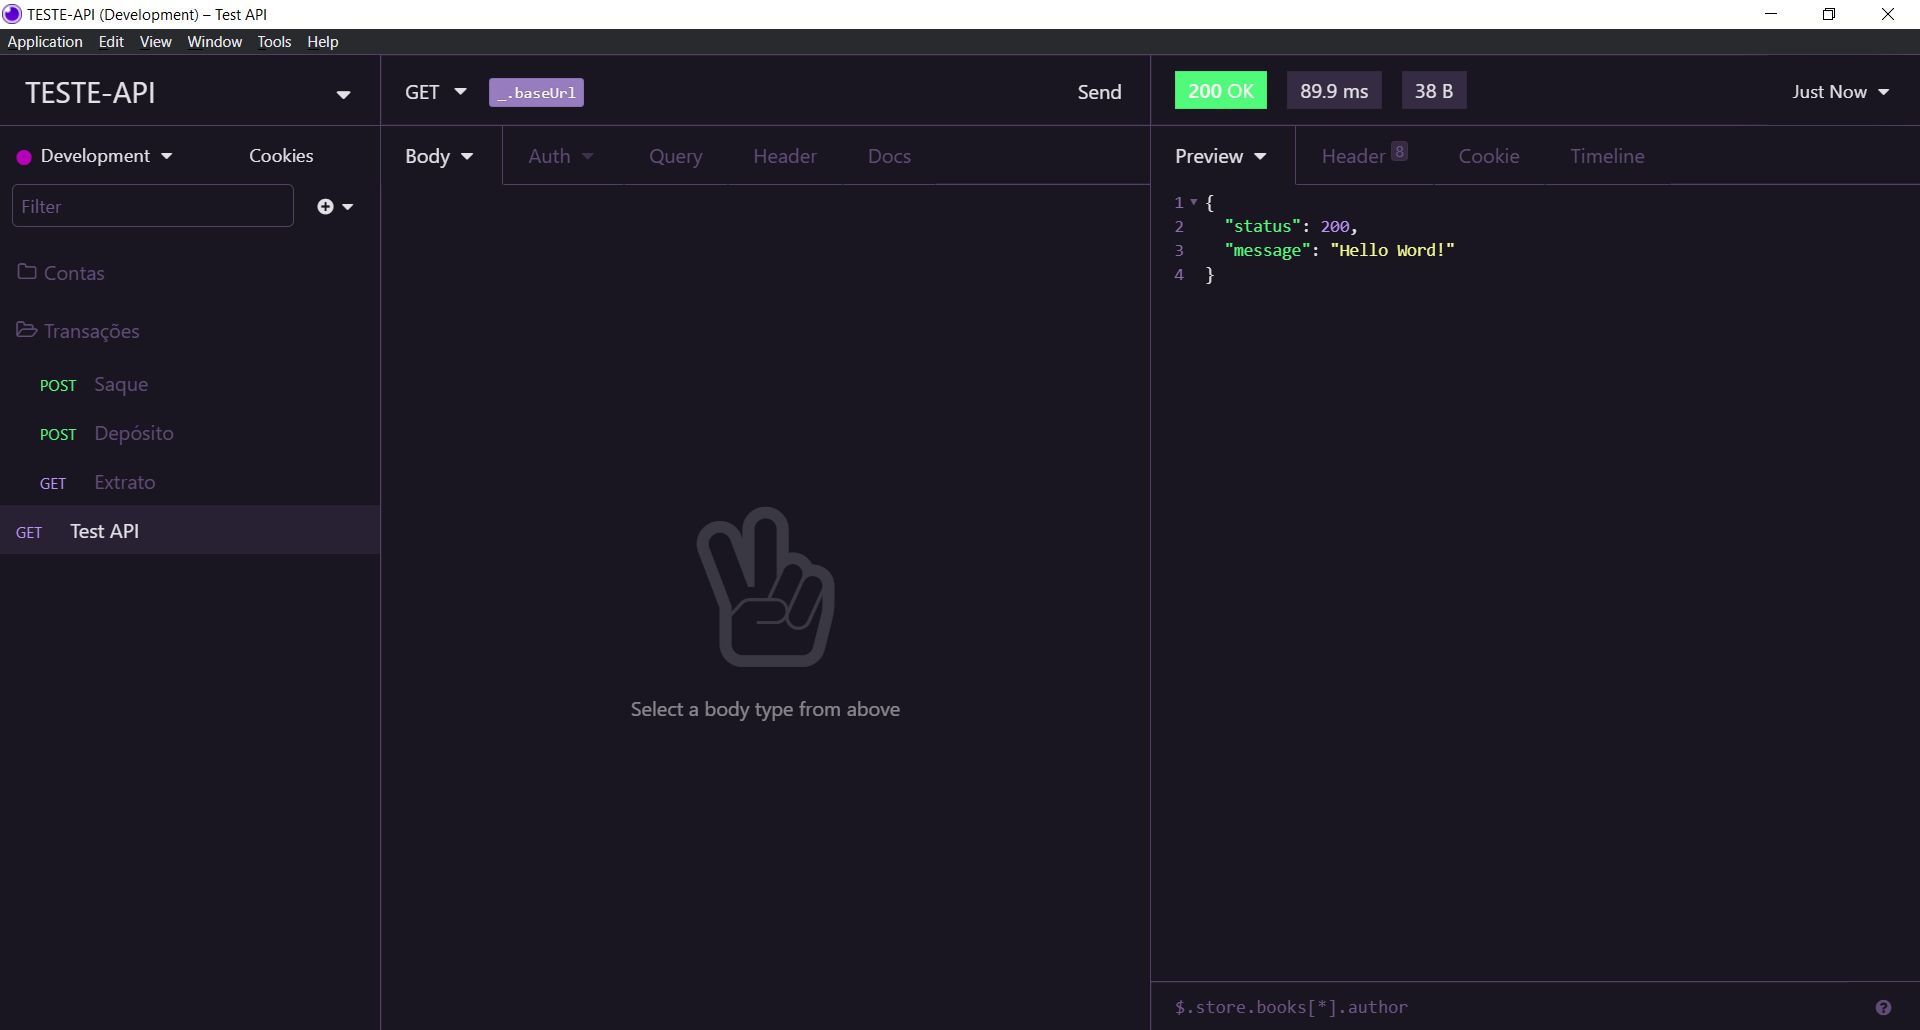 TESTE-API (Development) – Test API
Application Edit View Window Tools Help
TESTE-API
GET _.baseUrl Send
200 OK 89.9 ms 38 B Just Now
Development Cookies
Body Auth Query Header Docs
Preview Header 8 Cookie Timeline
Filter
Contas
Transações
POST Saque
POST Depósito
GET Extrato
GET Test API
Select a body type from above
1 {
2 "status": 200,
3 "message": "Hello Word!"
4 }
$.store.books[*].author